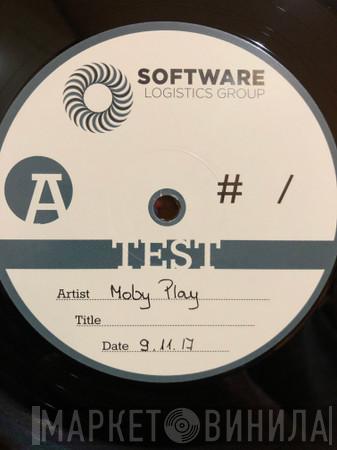 SOFTWARE
LOGISTICS GROUP
A
# /
TEST
Artist Moby Play
Title
Date 9.11.17
МАРКЕТ ВИНИЛА